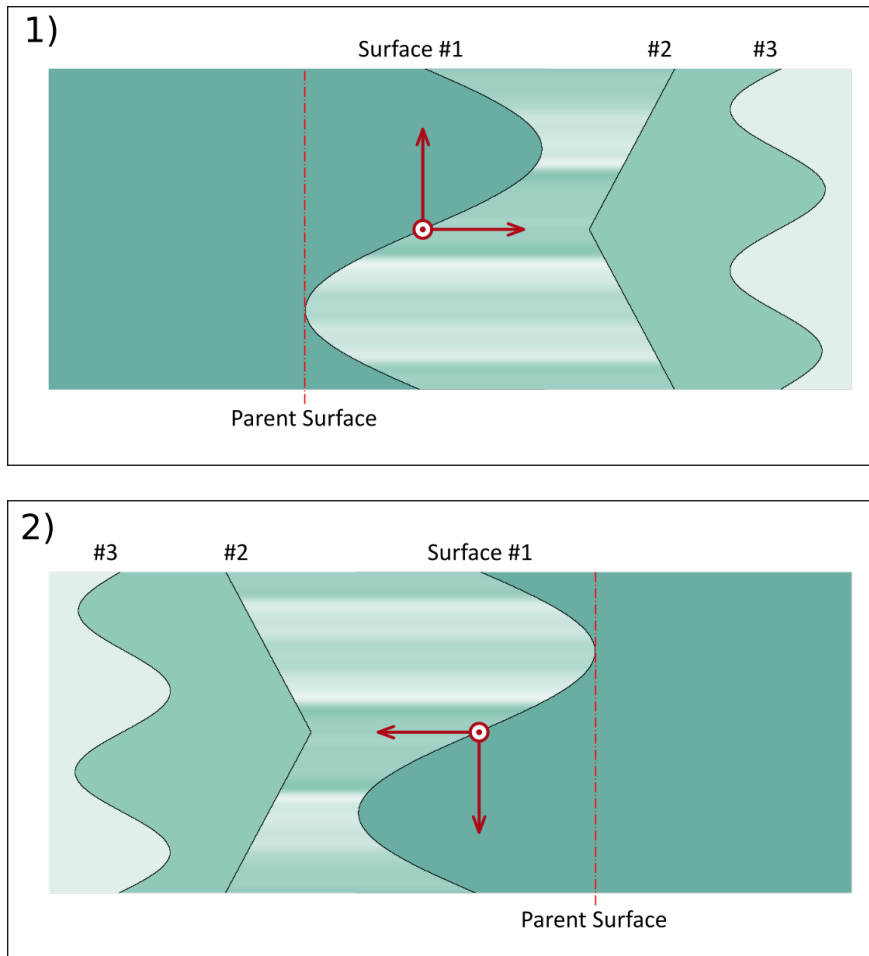 1)
Surface #1 #2 #3
Parent Surface
2)
#3 #2 Surface #1
Parent Surface